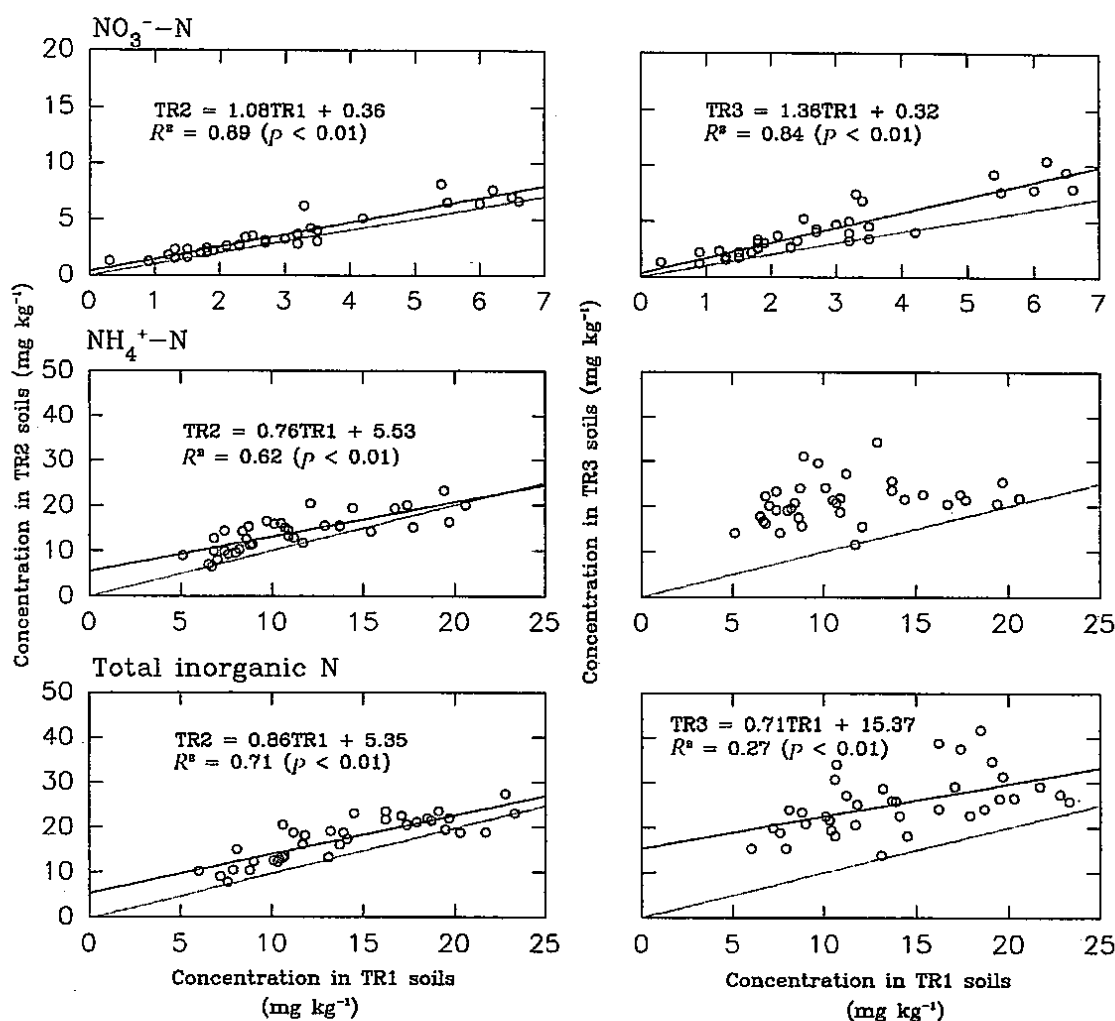 NO₃⁻–N
20
15
10
5
0
TR2 = 1.08TR1 + 0.36
R² = 0.89 (p < 0.01)
0 1 2 3 4 5 6 7
TR3 = 1.36TR1 + 0.32
R² = 0.84 (p < 0.01)
0 1 2 3 4 5 6 7
NH₄⁺–N
50
40
30
20
10
0
TR2 = 0.76TR1 + 5.53
R² = 0.62 (p < 0.01)
0 5 10 15 20 25
0 5 10 15 20 25
Concentration in TR2 soils (mg kg⁻¹)
Concentration in TR3 soils (mg kg⁻¹)
Total inorganic N
50
40
30
20
10
0
TR2 = 0.86TR1 + 5.35
R² = 0.71 (p < 0.01)
0 5 10 15 20 25
TR3 = 0.71TR1 + 15.37
R² = 0.27 (p < 0.01)
0 5 10 15 20 25
Concentration in TR1 soils
(mg kg⁻¹)
Concentration in TR1 soils
(mg kg⁻¹)